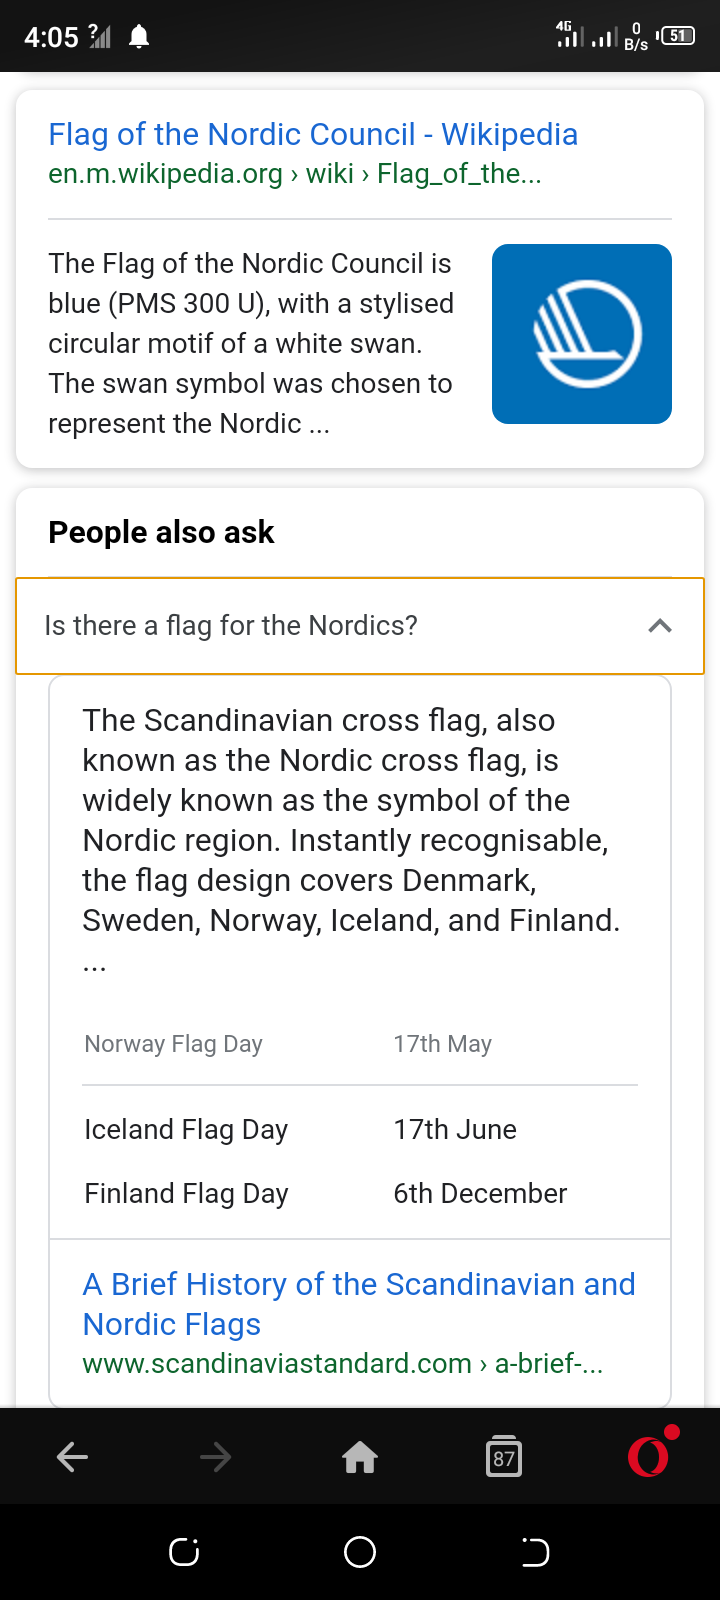 4:05
?
4G
0
B/s
51
Flag of the Nordic Council - Wikipedia
en.m.wikipedia.org › wiki › Flag_of_the...
The Flag of the Nordic Council is
blue (PMS 300 U), with a stylised
circular motif of a white swan.
The swan symbol was chosen to
represent the Nordic ...
People also ask
Is there a flag for the Nordics?
The Scandinavian cross flag, also
known as the Nordic cross flag, is
widely known as the symbol of the
Nordic region. Instantly recognisable,
the flag design covers Denmark,
Sweden, Norway, Iceland, and Finland.
...
Norway Flag Day 17th May
Iceland Flag Day 17th June
Finland Flag Day 6th December
A Brief History of the Scandinavian and
Nordic Flags
www.scandinaviastandard.com › a-brief-...
87